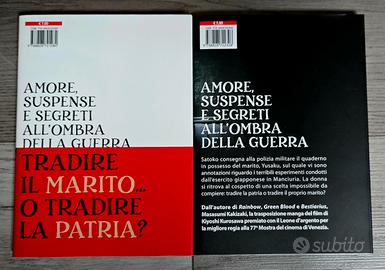 € 7,00
AMORE,
SUSPENSE
E SEGRETI
ALL'OMBRA
DELLA GUERRA
TRADIRE
IL MARITO...
O TRADIRE
LA PATRIA?
€ 7,00
AMORE,
SUSPENSE
E SEGRETI
ALL'OMBRA
DELLA GUERRA
Satoko consegna alla polizia militare il quaderno
in possesso del marito, Yusaku, sul quale vi sono
annotazioni riguardo i terribili esperimenti condotti
dall'esercito giapponese in Manciuria. La donna
si ritrova al cospetto di una scelta impossibile da
compiere: tradire la patria o tradire il proprio marito?
Dall'autore di Rainbow, Green Blood e Bestiarius,
Masasumi Kakizaki, la trasposizione manga del film di
Kiyoshi Kurosawa premiato con il Leone d'argento per
la migliore regia alla 77ª Mostra del cinema di Venezia.
subito